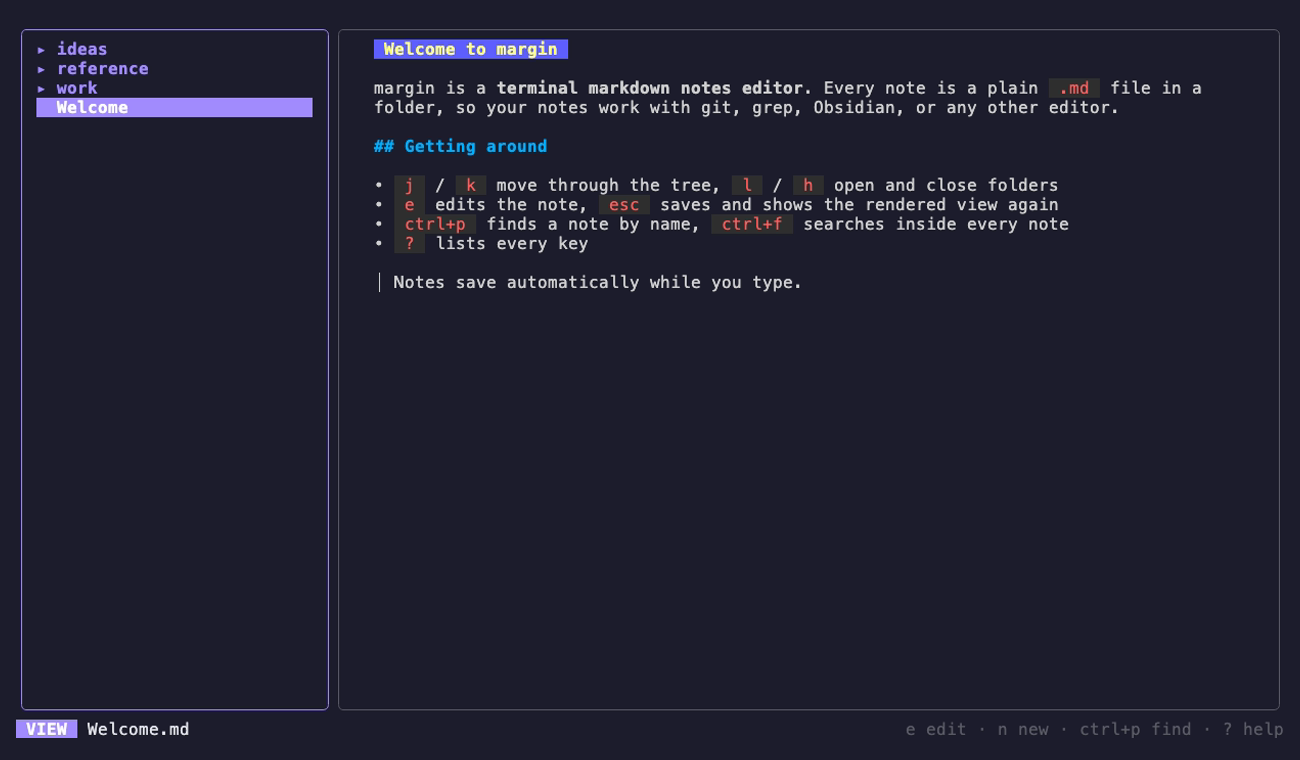 ▸ ideas
▸ reference
▸ work
Welcome
Welcome to margin
margin is a terminal markdown notes editor. Every note is a plain .md file in a
folder, so your notes work with git, grep, Obsidian, or any other editor.
## Getting around
• j / k move through the tree, l / h open and close folders
• e edits the note, esc saves and shows the rendered view again
• ctrl+p finds a note by name, ctrl+f searches inside every note
• ? lists every key
│ Notes save automatically while you type.
VIEW Welcome.md
e edit · n new · ctrl+p find · ? help